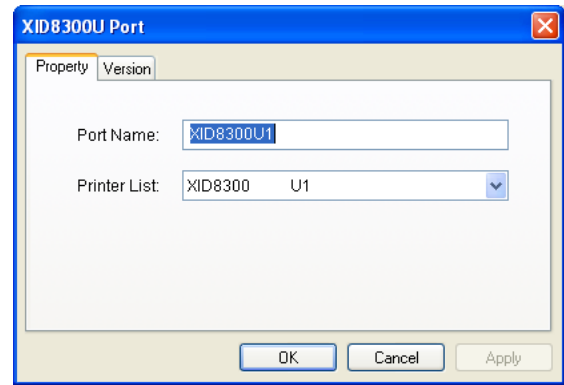 XID8300U Port
Property Version
Port Name: XID8300U1
Printer List: XID8300 U1
OK Cancel Apply